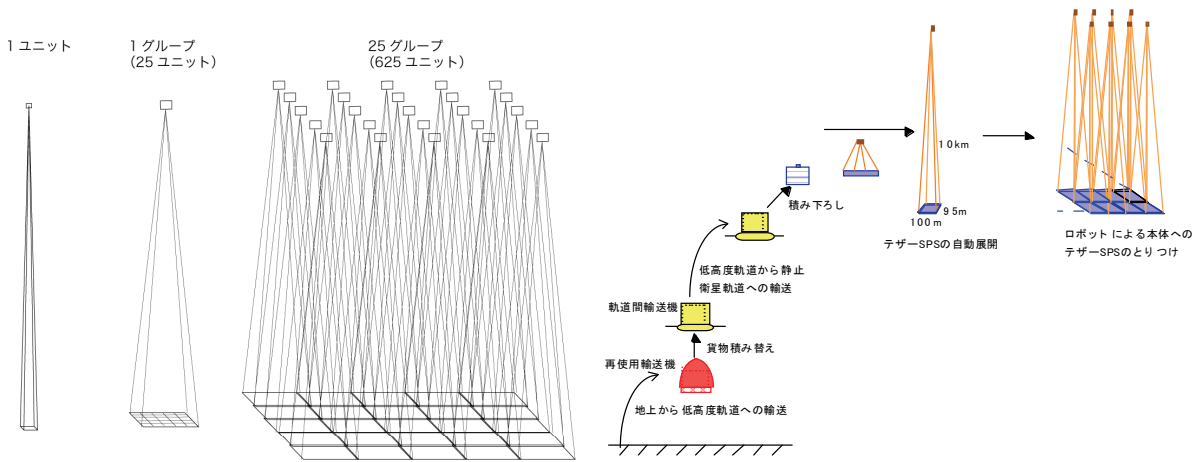 1 ユニット
1 グループ
（25 ユニット）
25 グループ
（625 ユニット）
10km
95m
100m
テザーSPSの自動展開
ロボットによる本体への
テザーSPSのとりつけ
積み下ろし
低高度軌道から静止
衛星軌道への輸送
軌道間輸送機
貨物積み替え
再使用輸送機
地上から低高度軌道への輸送